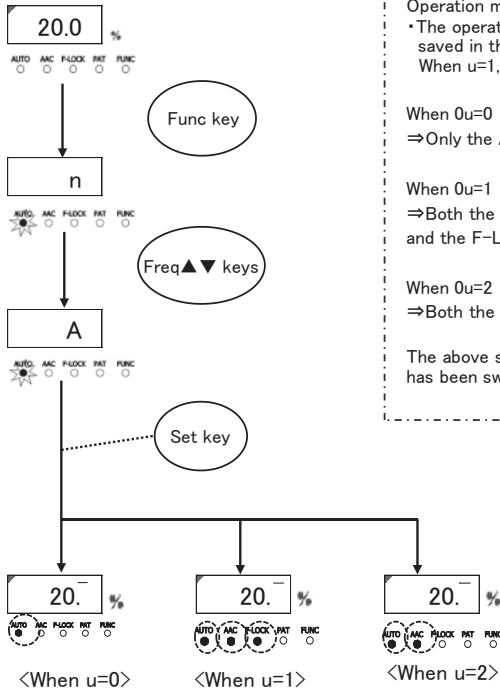 20.0 %
AUTO AAC F-LOCK PAT FUNC
Func key
n
AUTO AAC F-LOCK PAT FUNC
Freq▲▼ keys
A
AUTO AAC F-LOCK PAT FUNC
Set key
20. %
AUTO AAC F-LOCK PAT FUNC
<When u=0>
20. %
AUTO AAC F-LOCK PAT FUNC
<When u=1>
20. %
AUTO AAC F-LOCK PAT FUNC
<When u=2>
Operation m
・The operat
saved in th
When u=1,
When 0u=0
⇒Only the A
When 0u=1
⇒Both the
and the F-L
When 0u=2
⇒Both the
The above s
has been sw